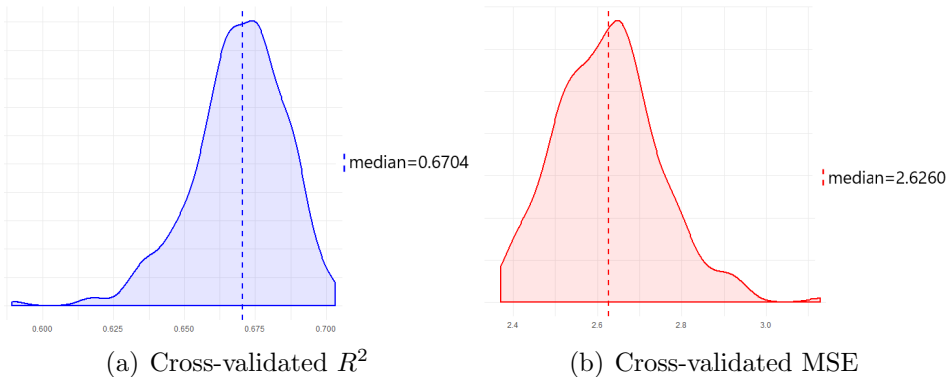 median=0.6704
0.600 0.625 0.650 0.675 0.700
(a) Cross-validated R²
median=2.6260
2.4 2.6 2.8 3.0
(b) Cross-validated MSE